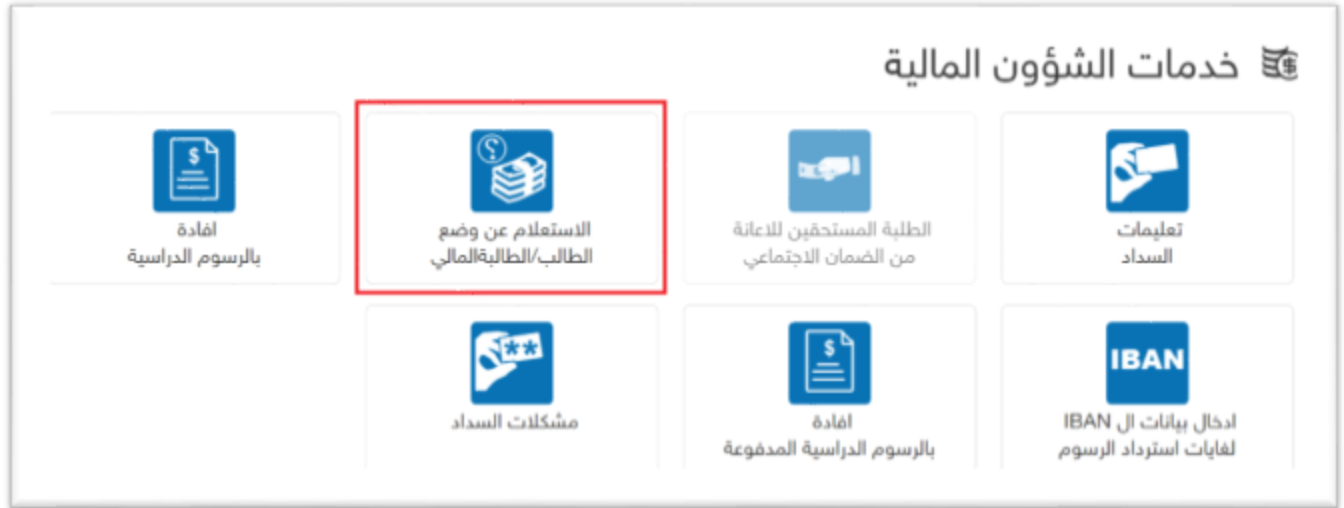 خدمات الشؤون المالية
تعليمات
السداد
الطلبة المستحقين للاعانة
من الضمان الاجتماعي
الاستعلام عن وضع
الطالب/الطالبةالمالي
افادة
بالرسوم الدراسية
IBAN
ادخال بيانات ال IBAN
لغايات استرداد الرسوم
افادة
بالرسوم الدراسية المدفوعة
**
مشكلات السداد